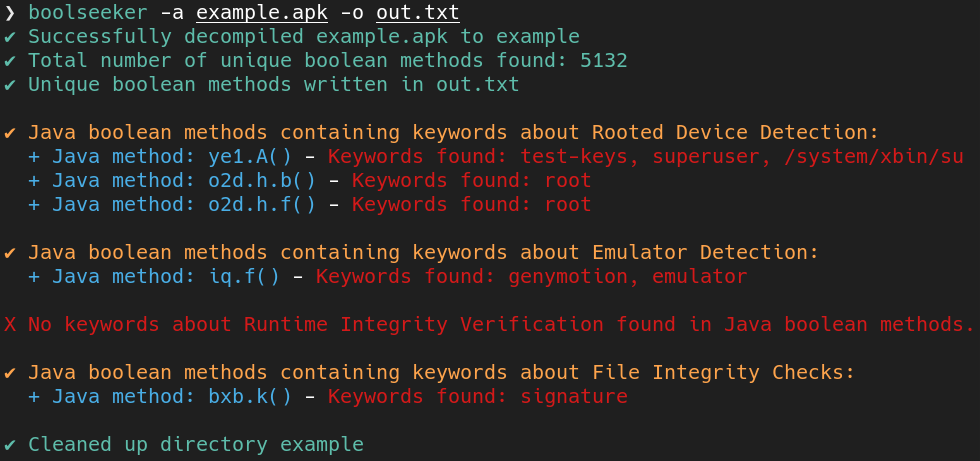 ❯ boolseeker -a example.apk -o out.txt
✔ Successfully decompiled example.apk to example
✔ Total number of unique boolean methods found: 5132
✔ Unique boolean methods written in out.txt
✔ Java boolean methods containing keywords about Rooted Device Detection:
+ Java method: ye1.A() - Keywords found: test-keys, superuser, /system/xbin/su
+ Java method: o2d.h.b() - Keywords found: root
+ Java method: o2d.h.f() - Keywords found: root
✔ Java boolean methods containing keywords about Emulator Detection:
+ Java method: iq.f() - Keywords found: genymotion, emulator
X No keywords about Runtime Integrity Verification found in Java boolean methods.
✔ Java boolean methods containing keywords about File Integrity Checks:
+ Java method: bxb.k() - Keywords found: signature
✔ Cleaned up directory example